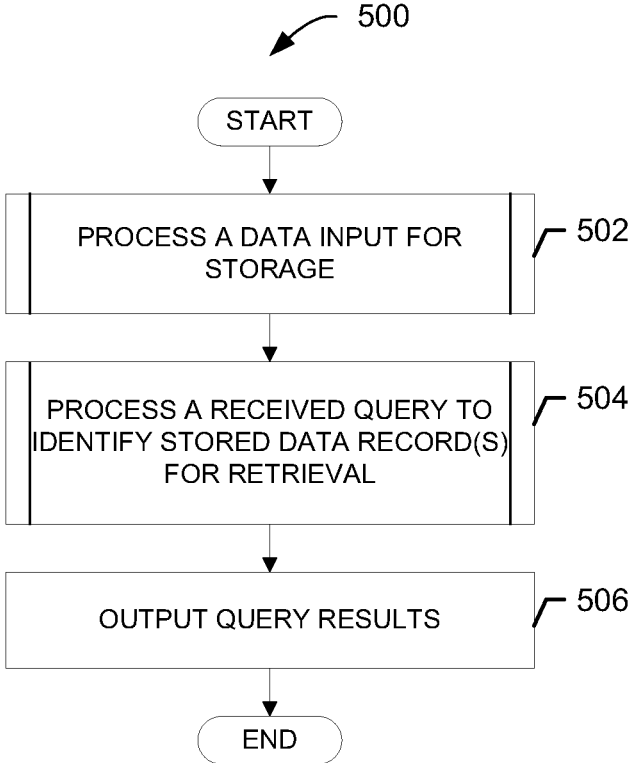 500
START
PROCESS A DATA INPUT FOR
STORAGE
502
PROCESS A RECEIVED QUERY TO
IDENTIFY STORED DATA RECORD(S)
FOR RETRIEVAL
504
OUTPUT QUERY RESULTS
506
END